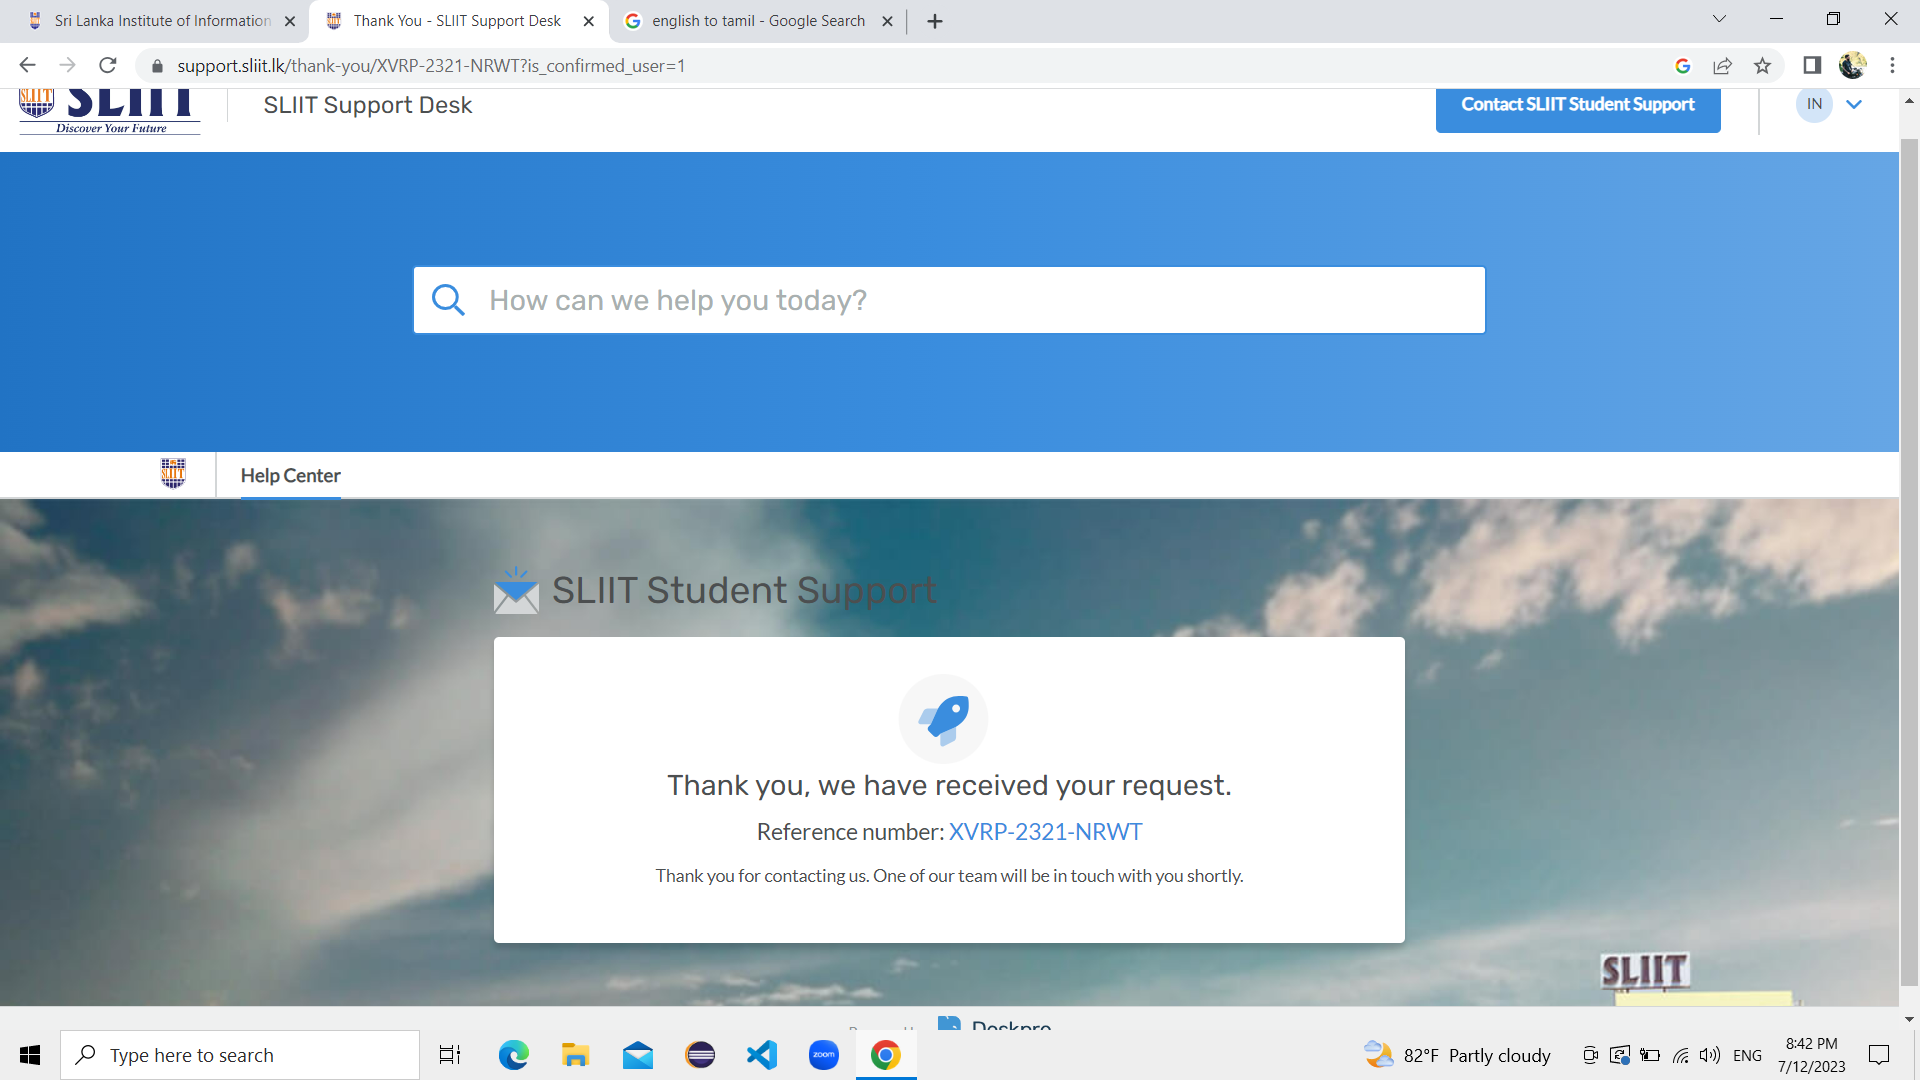 Sri Lanka Institute of Information
Thank You - SLIIT Support Desk
english to tamil - Google Search
support.sliit.lk/thank-you/XVRP-2321-NRWT?is_confirmed_user=1
SLIIT
SLIIT
Discover Your Future
SLIIT Support Desk
Contact SLIIT Student Support
IN
How can we help you today?
SLIIT
Help Center
SLIIT Student Support
Thank you, we have received your request.
Reference number: XVRP-2321-NRWT
Thank you for contacting us. One of our team will be in touch with you shortly.
SLIIT
Deskpro
Type here to search
zoom
82°F Partly cloudy
ENG
8:42 PM
7/12/2023